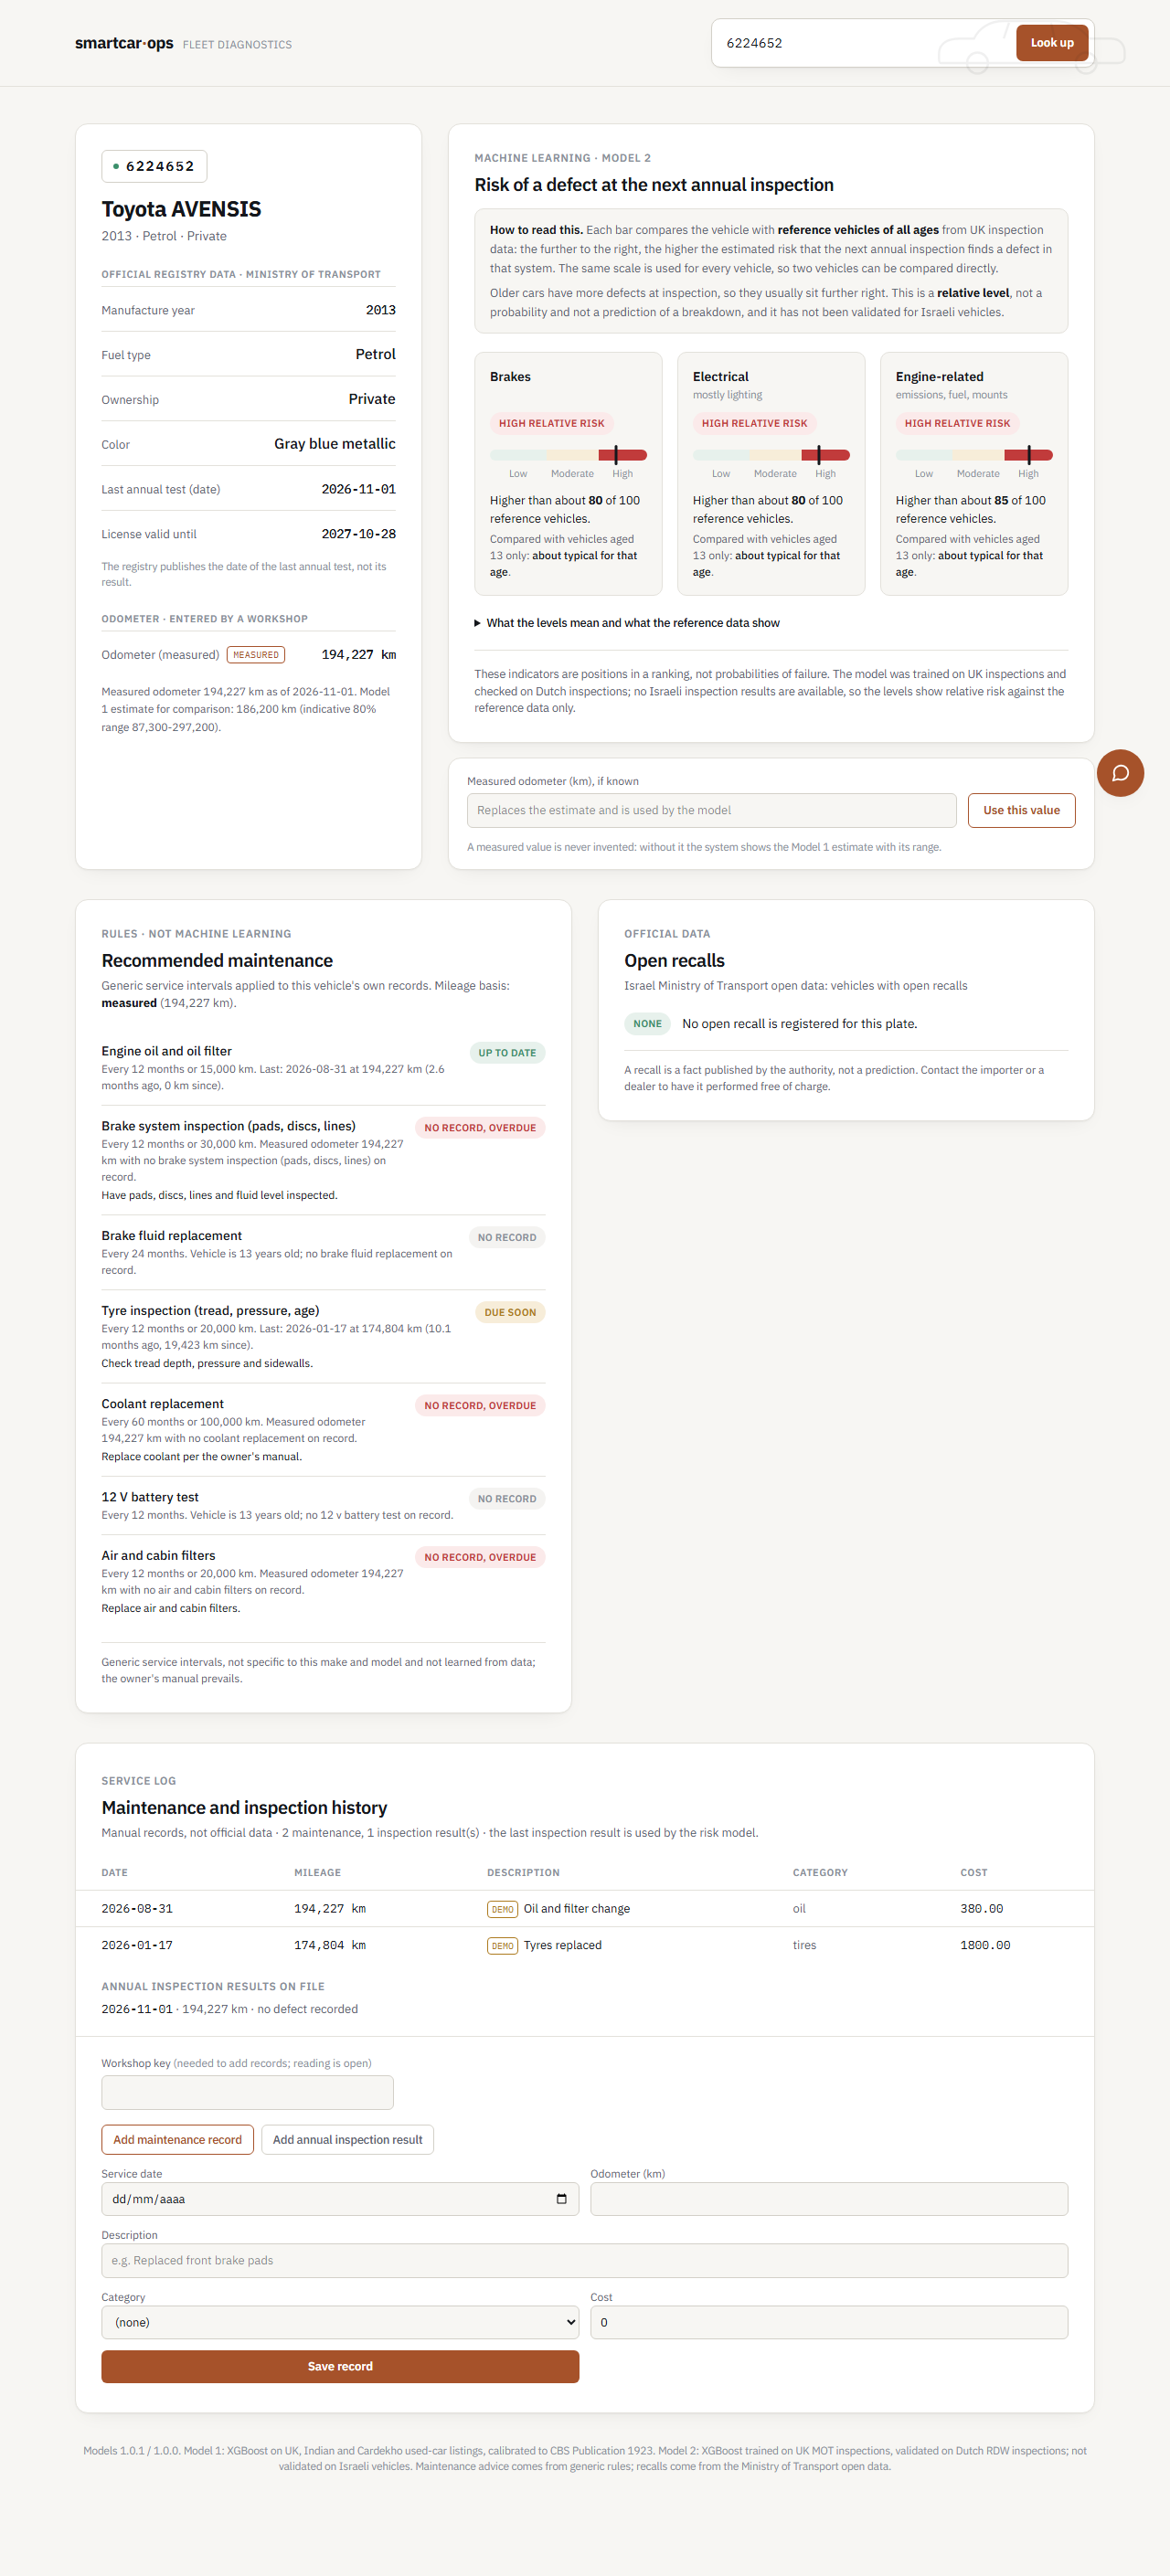 smartcar·ops FLEET DIAGNOSTICS
6224652
Look up
6224652
Toyota AVENSIS
2013 · Petrol · Private
OFFICIAL REGISTRY DATA · MINISTRY OF TRANSPORT
Manufacture year 2013
Fuel type Petrol
Ownership Private
Color Gray blue metallic
Last annual test (date) 2026-11-01
License valid until 2027-10-28
The registry publishes the date of the last annual test, not its
result.
ODOMETER · ENTERED BY A WORKSHOP
Odometer (measured) MEASURED 194,227 km
Measured odometer 194,227 km as of 2026-11-01. Model
1 estimate for comparison: 186,200 km (indicative 80%
range 87,300-297,200).
MACHINE LEARNING · MODEL 2
Risk of a defect at the next annual inspection
How to read this. Each bar compares the vehicle with reference vehicles of all ages from UK inspection
data: the further to the right, the higher the estimated risk that the next annual inspection finds a defect in
that system. The same scale is used for every vehicle, so two vehicles can be compared directly.
Older cars have more defects at inspection, so they usually sit further right. This is a relative level, not a
probability and not a prediction of a breakdown, and it has not been validated for Israeli vehicles.
Brakes
HIGH RELATIVE RISK
Low Moderate High
Higher than about 80 of 100
reference vehicles.
Compared with vehicles aged
13 only: about typical for that
age.
Electrical
mostly lighting
HIGH RELATIVE RISK
Low Moderate High
Higher than about 80 of 100
reference vehicles.
Compared with vehicles aged
13 only: about typical for that
age.
Engine-related
emissions, fuel, mounts
HIGH RELATIVE RISK
Low Moderate High
Higher than about 85 of 100
reference vehicles.
Compared with vehicles aged
13 only: about typical for that
age.
What the levels mean and what the reference data show
These indicators are positions in a ranking, not probabilities of failure. The model was trained on UK inspections and
checked on Dutch inspections; no Israeli inspection results are available, so the levels show relative risk against the
reference data only.
Measured odometer (km), if known
Replaces the estimate and is used by the model
Use this value
A measured value is never invented: without it the system shows the Model 1 estimate with its range.
RULES · NOT MACHINE LEARNING
Recommended maintenance
Generic service intervals applied to this vehicle's own records. Mileage basis:
measured (194,227 km).
Engine oil and oil filter UP TO DATE
Every 12 months or 15,000 km. Last: 2026-08-31 at 194,227 km (2.6
months ago, 0 km since).
Brake system inspection (pads, discs, lines) NO RECORD, OVERDUE
Every 12 months or 30,000 km. Measured odometer 194,227
km with no brake system inspection (pads, discs, lines) on
record.
Have pads, discs, lines and fluid level inspected.
Brake fluid replacement NO RECORD
Every 24 months. Vehicle is 13 years old; no brake fluid replacement on
record.
Tyre inspection (tread, pressure, age) DUE SOON
Every 12 months or 20,000 km. Last: 2026-01-17 at 174,804 km (10.1
months ago, 19,423 km since).
Check tread depth, pressure and sidewalls.
Coolant replacement NO RECORD, OVERDUE
Every 60 months or 100,000 km. Measured odometer
194,227 km with no coolant replacement on record.
Replace coolant per the owner's manual.
12 V battery test NO RECORD
Every 12 months. Vehicle is 13 years old; no 12 v battery test on record.
Air and cabin filters NO RECORD, OVERDUE
Every 12 months or 20,000 km. Measured odometer 194,227
km with no air and cabin filters on record.
Replace air and cabin filters.
Generic service intervals, not specific to this make and model and not learned from data;
the owner's manual prevails.
OFFICIAL DATA
Open recalls
Israel Ministry of Transport open data: vehicles with open recalls
NONE No open recall is registered for this plate.
A recall is a fact published by the authority, not a prediction. Contact the importer or a
dealer to have it performed free of charge.
SERVICE LOG
Maintenance and inspection history
Manual records, not official data · 2 maintenance, 1 inspection result(s) · the last inspection result is used by the risk model.
DATE MILEAGE DESCRIPTION CATEGORY COST
2026-08-31 194,227 km DEMO Oil and filter change oil 380.00
2026-01-17 174,804 km DEMO Tyres replaced tires 1800.00
ANNUAL INSPECTION RESULTS ON FILE
2026-11-01 · 194,227 km · no defect recorded
Workshop key (needed to add records; reading is open)
Add maintenance record Add annual inspection result
Service date Odometer (km)
dd/mm/aaaa
Description
e.g. Replaced front brake pads
Category Cost
(none) 0
Save record
Models 1.0.1 / 1.0.0. Model 1: XGBoost on UK, Indian and Cardekho used-car listings, calibrated to CBS Publication 1923. Model 2: XGBoost trained on UK MOT inspections, validated on Dutch RDW inspections; not
validated on Israeli vehicles. Maintenance advice comes from generic rules; recalls come from the Ministry of Transport open data.